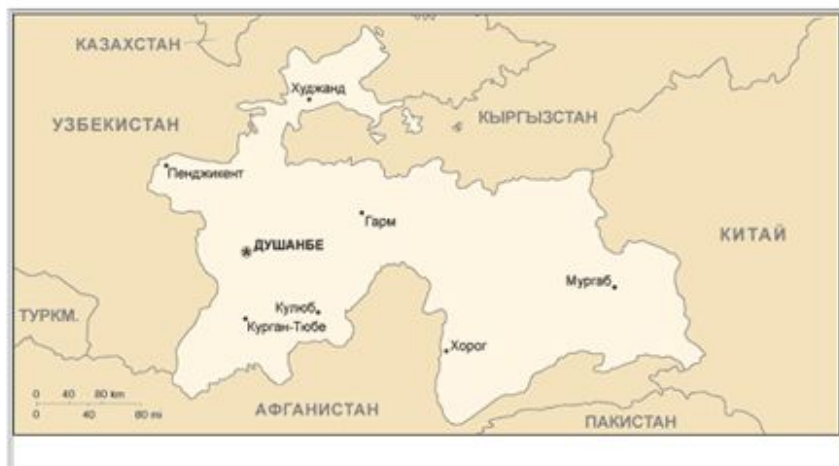 КАЗАХСТАН
Худжанд
УЗБЕКИСТАН
КЫРГЫЗСТАН
Пенджикент
Гарм
ДУШАНБЕ
КИТАЙ
Мургаб
ТУРКМ.
Кулюб
Курган-Тюбе
Хорог
0 40 80 km
0 40 80 mi
АФГАНИСТАН
ПАКИСТАН